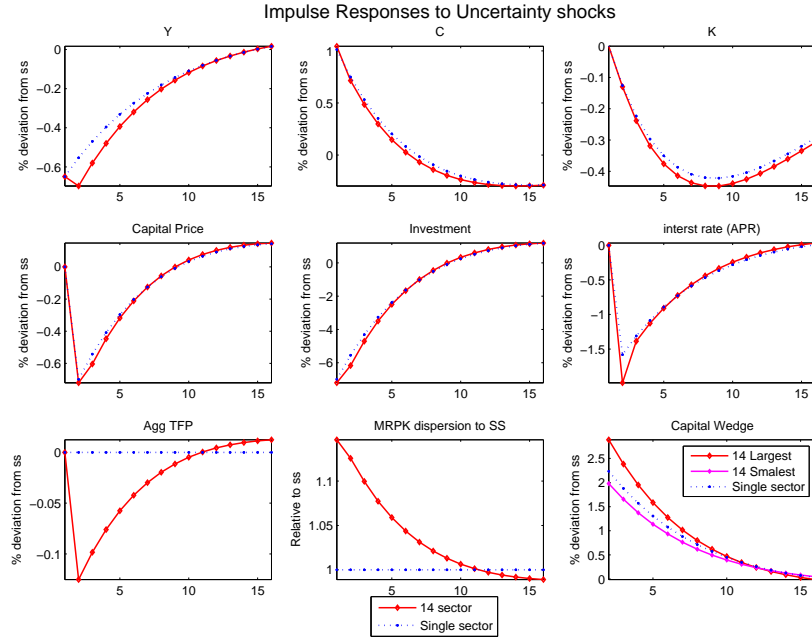 Impulse Responses to Uncertainty shocks
Y
% deviation from ss
0
−0.2
−0.4
−0.6
5
10
15
C
% deviation from ss
1
0.5
0
5
10
15
K
% deviation from ss
0
−0.1
−0.2
−0.3
−0.4
5
10
15
Capital Price
% deviation from ss
0
−0.2
−0.4
−0.6
5
10
15
Investment
% deviation from ss
0
−2
−4
−6
5
10
15
interst rate (APR)
% deviation from ss
0
−0.5
−1
−1.5
5
10
15
Agg TFP
% deviation from ss
0
−0.05
−0.1
5
10
15
MRPK dispersion to SS
Relative to ss
1.1
1.05
1
5
10
15
Capital Wedge
% deviation from ss
2.5
2
1.5
1
0.5
0
5
10
15
14 Largest
14 Smalest
Single sector
14 sector
Single sector